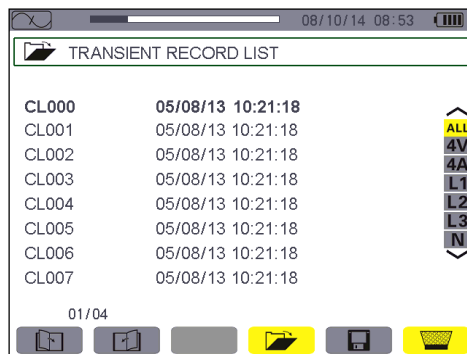 08/10/14 08:53
TRANSIENT RECORD LIST
CL000 05/08/13 10:21:18
CL001 05/08/13 10:21:18
CL002 05/08/13 10:21:18
CL003 05/08/13 10:21:18
CL004 05/08/13 10:21:18
CL005 05/08/13 10:21:18
CL006 05/08/13 10:21:18
CL007 05/08/13 10:21:18
ALL
4V
4A
L1
L2
L3
N
01/04